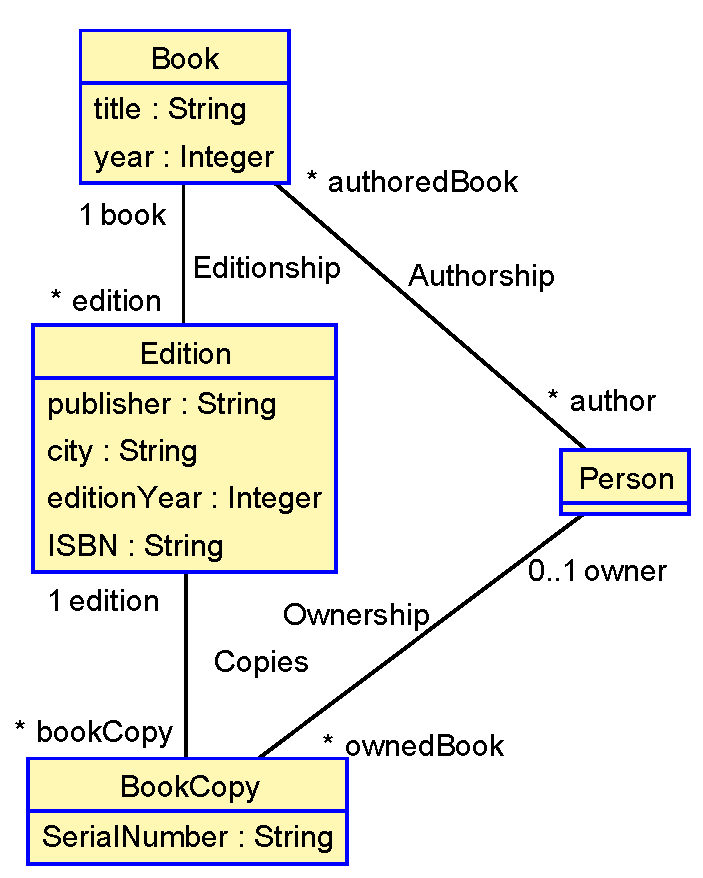 Book
title : String
year : Integer
* authoredBook
1 book
Editionship
Authorship
* edition
Edition
publisher : String
city : String
editionYear : Integer
ISBN : String
* author
Person
0..1 owner
1 edition
Ownership
Copies
* bookCopy
* ownedBook
BookCopy
SerialNumber : String